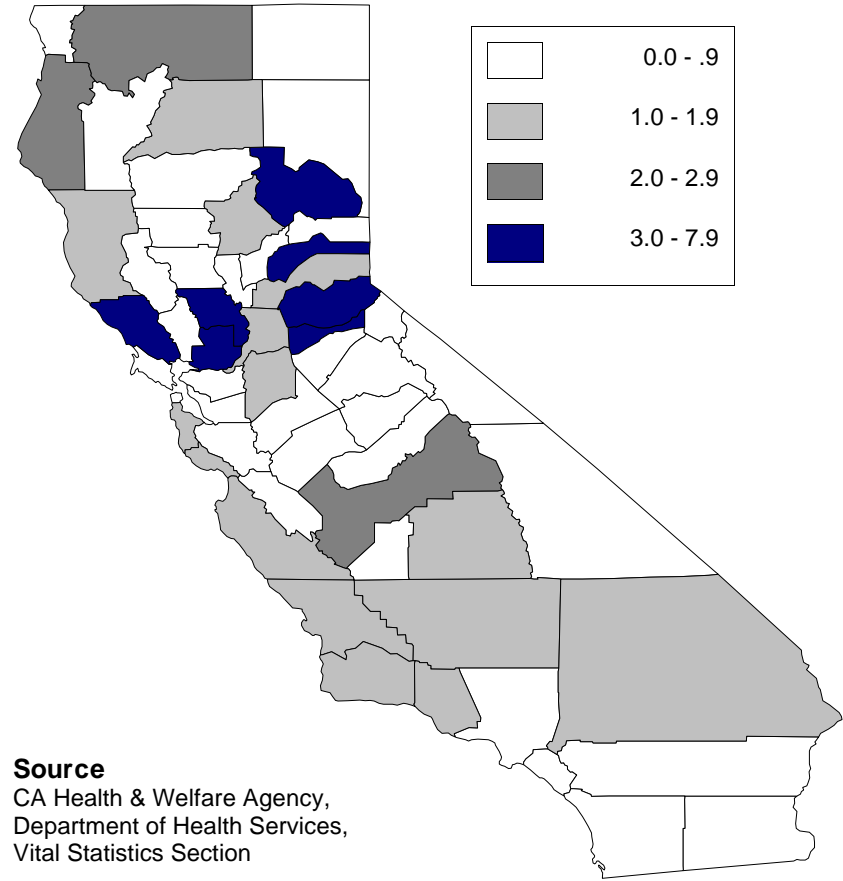 0.0 - .9
1.0 - 1.9
2.0 - 2.9
3.0 - 7.9
Source
CA Health & Welfare Agency,
Department of Health Services,
Vital Statistics Section